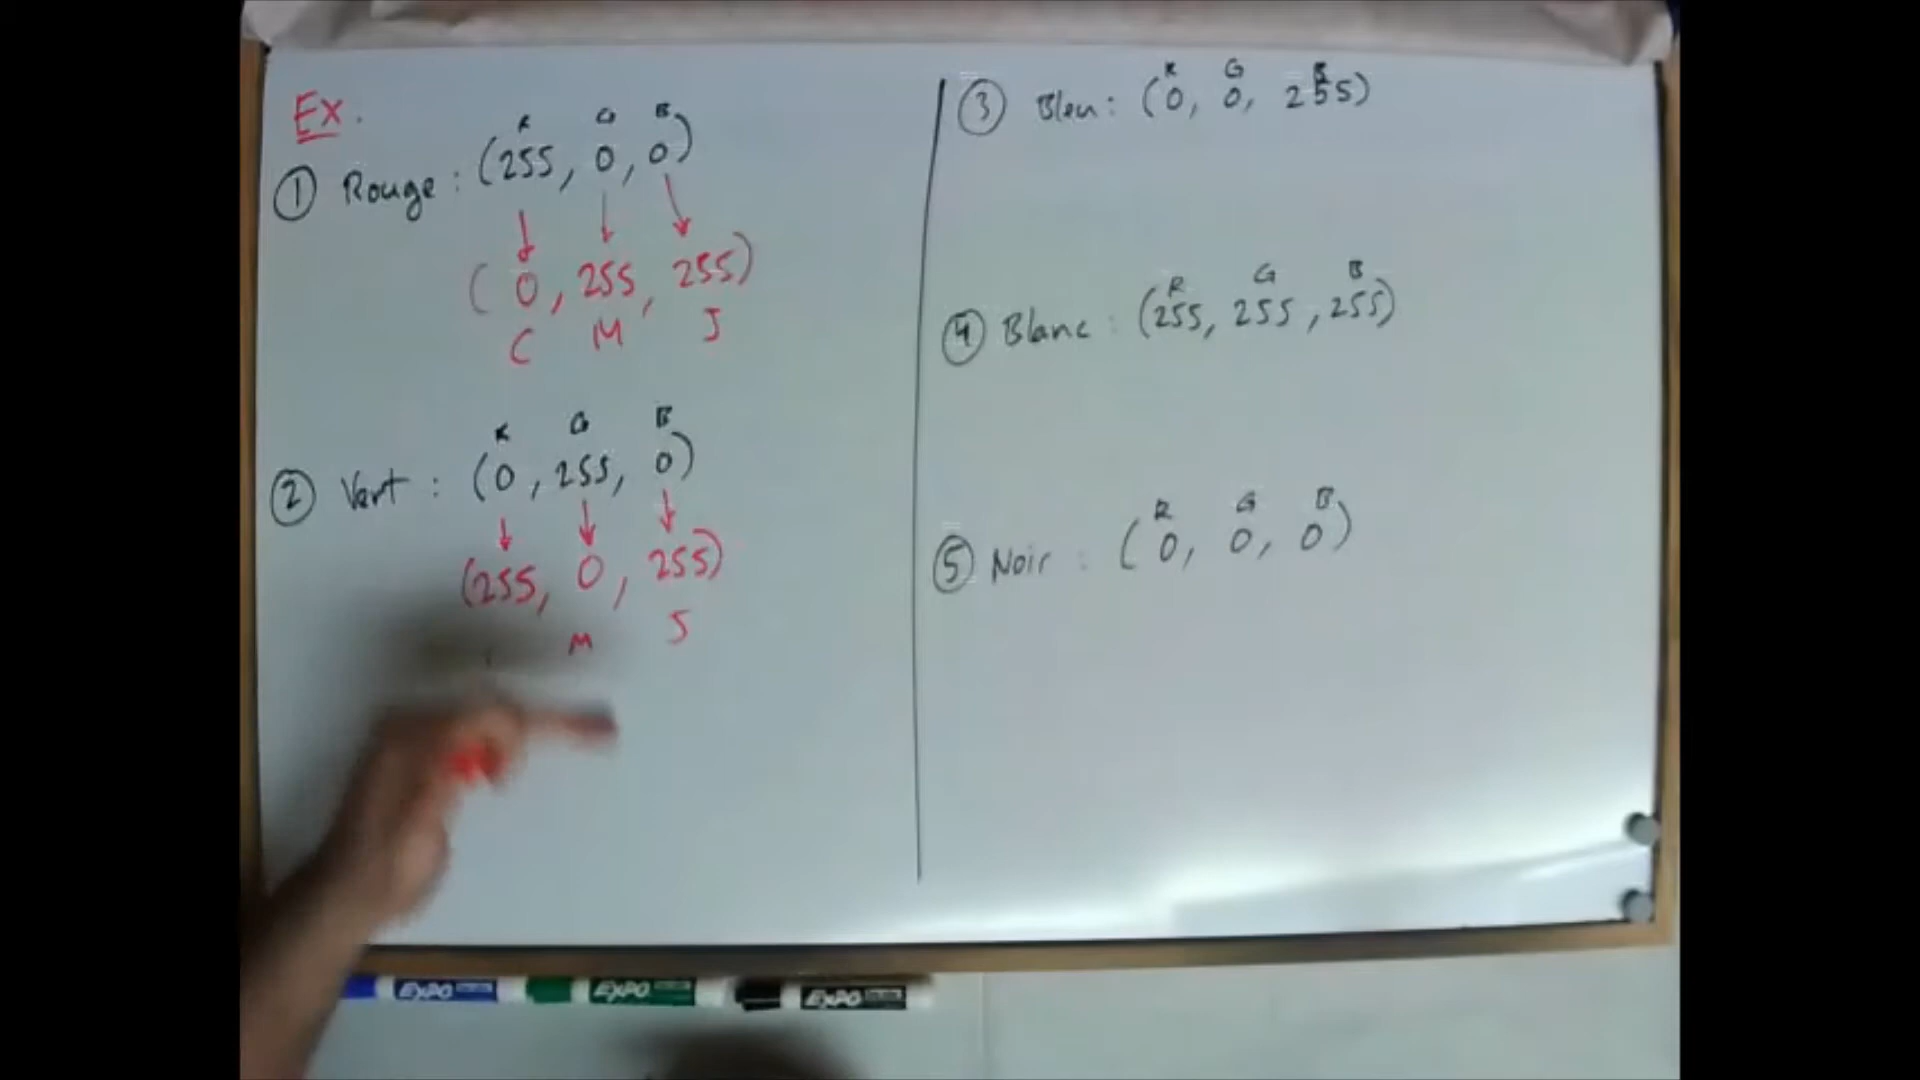 Ex.
R G B
① Rouge : (255, 0, 0)
(0, 255, 255)
C M J
R G B
② Vert : (0, 255, 0)
(255, 0, 255)
M J
R G B
③ Bleu : (0, 0, 255)
R G B
④ Blanc : (255, 255, 255)
R G B
⑤ Noir : (0, 0, 0)
EXPO EXPO EXPO